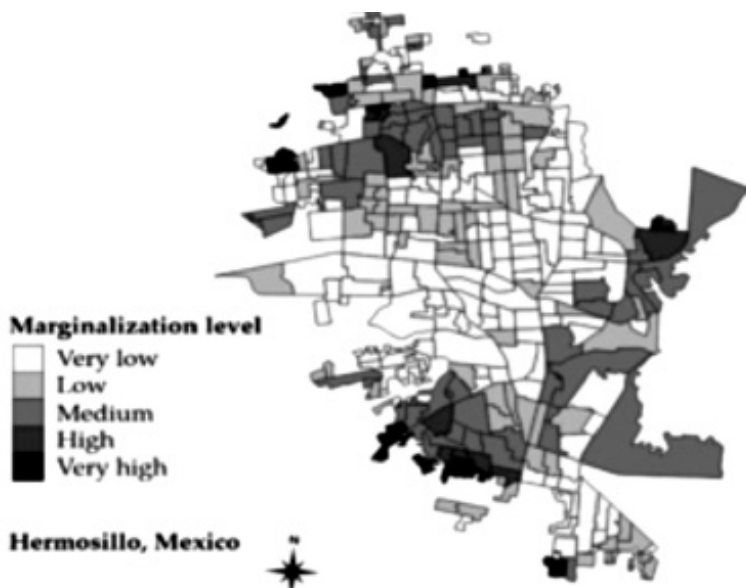 Marginalization level
Very low
Low
Medium
High
Very high
Hermosillo, Mexico
N